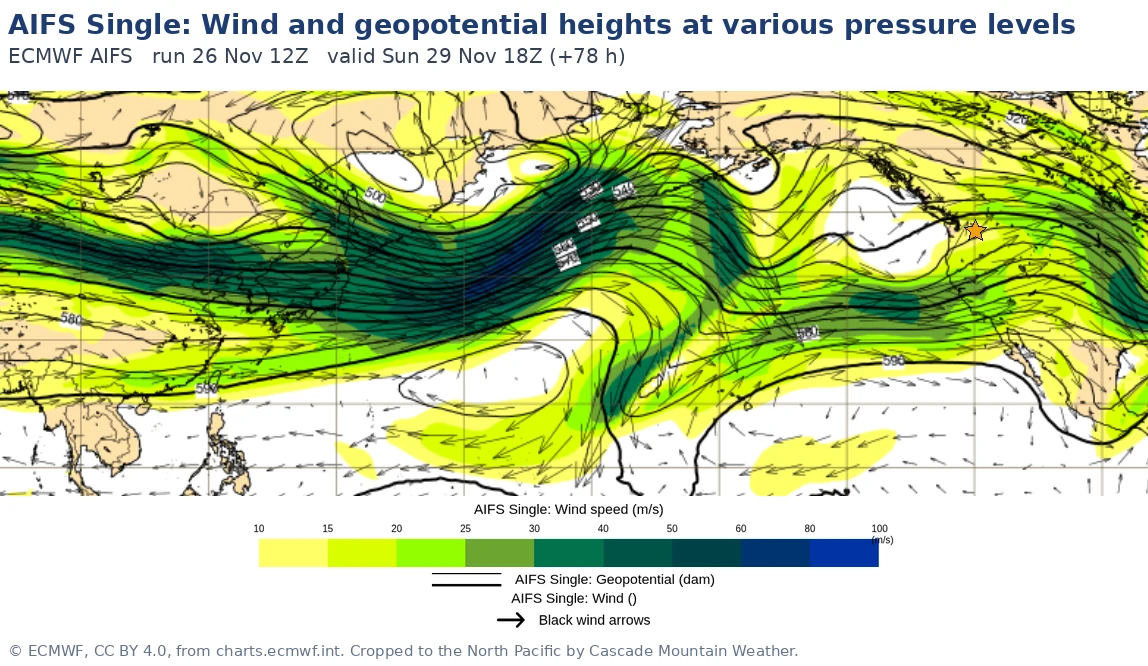 AIFS Single: Wind and geopotential heights at various pressure levels
ECMWF AIFS run 26 Nov 12Z valid Sun 29 Nov 18Z (+78 h)
520
500
540
580
580
590
590
AIFS Single: Wind speed (m/s)
10 15 20 25 30 40 50 60 80 100
(m/s)
AIFS Single: Geopotential (dam)
AIFS Single: Wind ()
Black wind arrows
© ECMWF, CC BY 4.0, from charts.ecmwf.int. Cropped to the North Pacific by Cascade Mountain Weather.